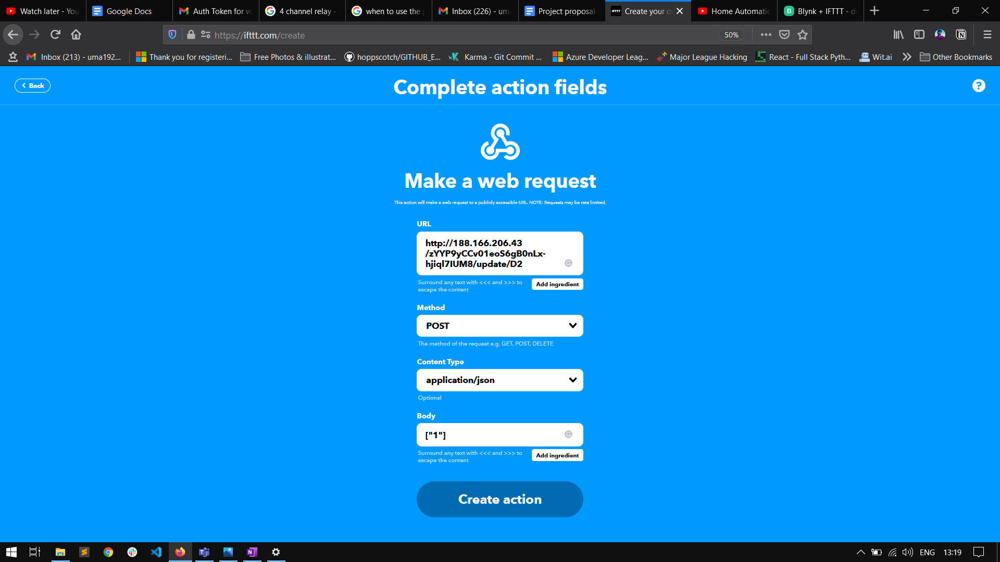 Watch later - You
Google Docs
Auth Token for vo
4 channel relay -
when to use the p
Inbox (226) - uma
Project proposal
IFTTT
Create your o
Home Automatic
B
Blynk + IFTTT - d
https://ifttt.com/create
50%
Inbox (213) - uma192...
Thank you for registeri...
Free Photos & illustrat...
hoppscotch/GITHUB_E...
Karma - Git Commit ...
Azure Developer Leag...
Major League Hacking
React - Full Stack Pyth...
Wit.ai
Other Bookmarks
Back
Complete action fields
?
Make a web request
This action will make a web request to a publicly accessible URL. NOTE: Requests may be rate limited.
URL
http://188.166.206.43
/zYYP9yCCv01eoS6gB0nLx-
hjiql7IUM8/update/D2
Surround any text with <<< and >>> to
escape the content
Add ingredient
Method
POST
The method of the request e.g. GET, POST, DELETE
Content Type
application/json
Optional
Body
["1"]
Surround any text with <<< and >>> to
escape the content
Add ingredient
Create action
ENG
13:19